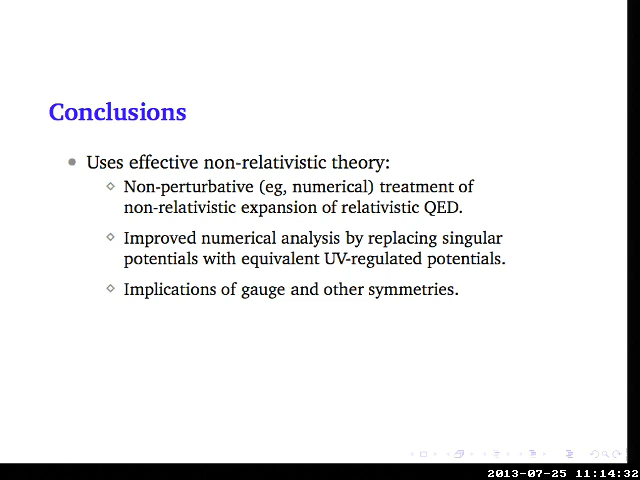 Conclusions
Uses effective non-relativistic theory:
Non-perturbative (eg, numerical) treatment of
non-relativistic expansion of relativistic QED.
Improved numerical analysis by replacing singular
potentials with equivalent UV-regulated potentials.
Implications of gauge and other symmetries.
2013-07-25 11:14:32